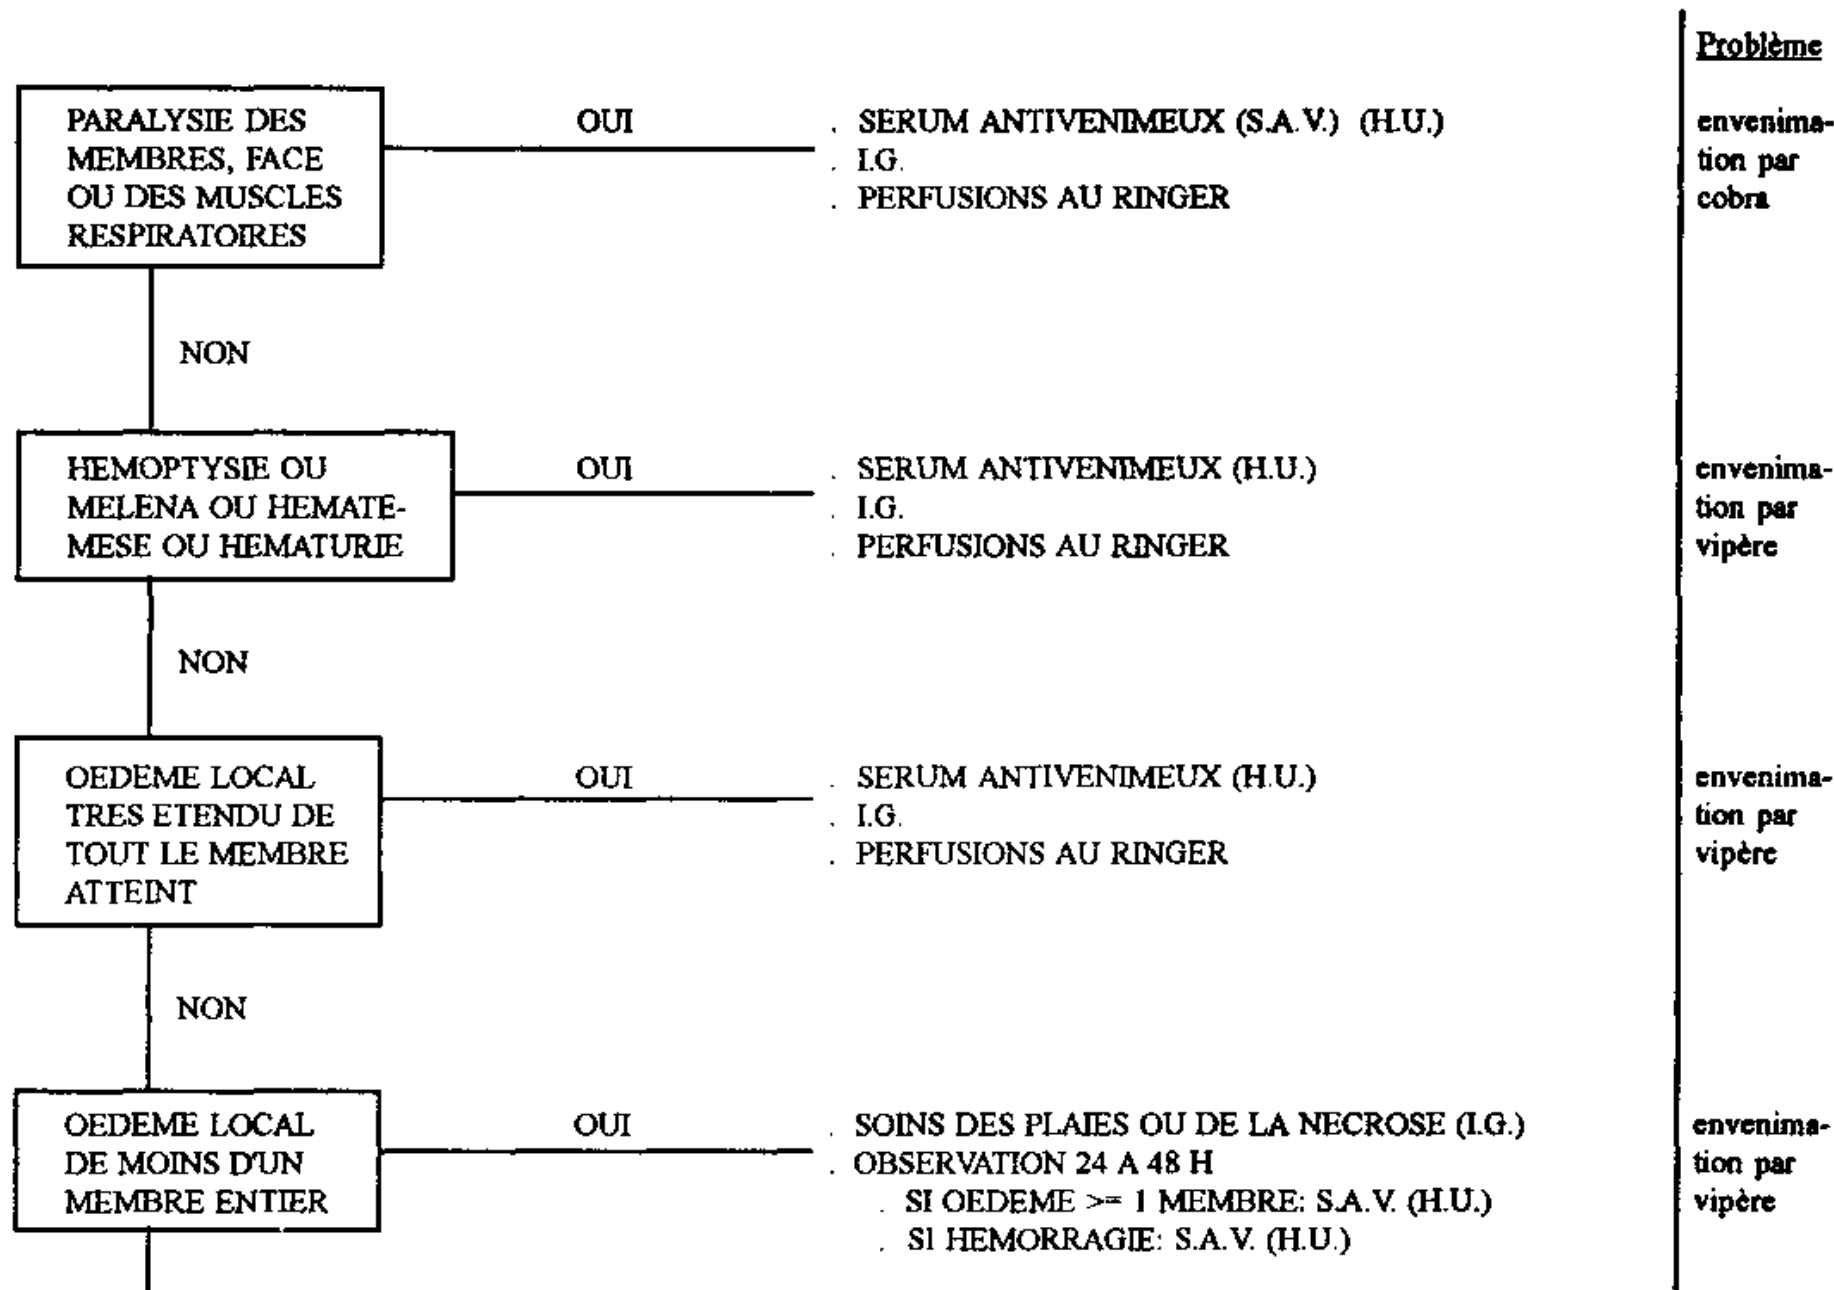 Problème
PARALYSIE DES
MEMBRES, FACE
OU DES MUSCLES
RESPIRATOIRES
OUI
. SERUM ANTIVENIMEUX (S.A.V.) (H.U.)
. I.G.
. PERFUSIONS AU RINGER
envenima-
tion par
cobra
NON
HEMOPTYSIE OU
MELENA OU HEMATE-
MESE OU HEMATURIE
OUI
. SERUM ANTIVENIMEUX (H.U.)
. I.G.
. PERFUSIONS AU RINGER
envenima-
tion par
vipère
NON
OEDEME LOCAL
TRES ETENDU DE
TOUT LE MEMBRE
ATTEINT
OUI
. SERUM ANTIVENIMEUX (H.U.)
. I.G.
. PERFUSIONS AU RINGER
envenima-
tion par
vipère
NON
OEDEME LOCAL
DE MOINS D'UN
MEMBRE ENTIER
OUI
. SOINS DES PLAIES OU DE LA NECROSE (I.G.)
. OBSERVATION 24 A 48 H
. SI OEDEME >= 1 MEMBRE: S.A.V. (H.U.)
. SI HEMORRAGIE: S.A.V. (H.U.)
envenima-
tion par
vipère